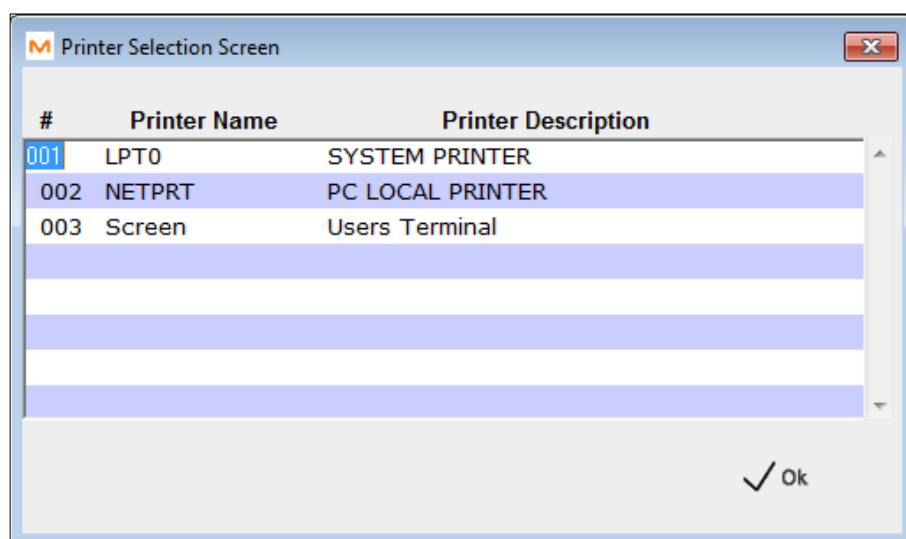 Printer Selection Screen
# Printer Name Printer Description
001 LPT0 SYSTEM PRINTER
002 NETPRT PC LOCAL PRINTER
003 Screen Users Terminal
Ok